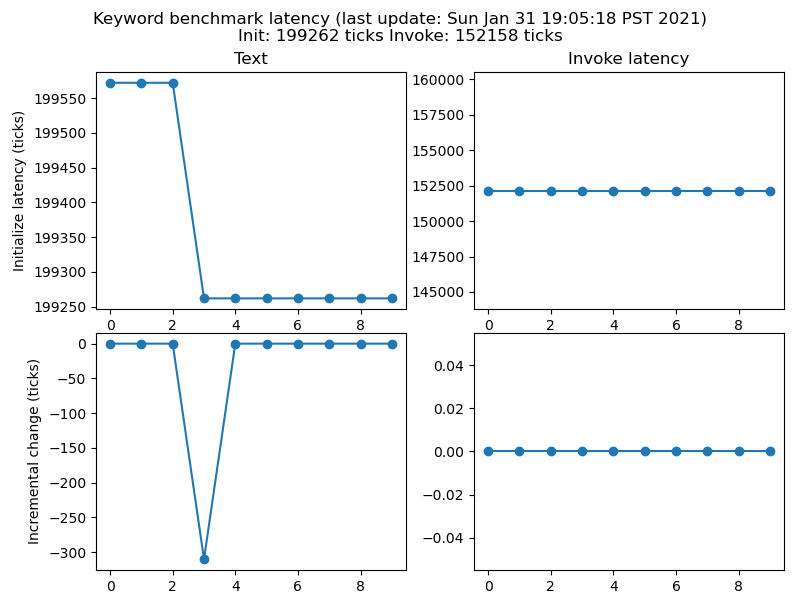 Keyword benchmark latency (last update: Sun Jan 31 19:05:18 PST 2021)
Init: 199262 ticks Invoke: 152158 ticks
Text
Initialize latency (ticks)
199550
199500
199450
199400
199350
199300
199250
0 2 4 6 8
Invoke latency
160000
157500
155000
152500
150000
147500
145000
0 2 4 6 8
Incremental change (ticks)
0
−50
−100
−150
−200
−250
−300
0 2 4 6 8
0.04
0.02
0.00
−0.02
−0.04
0 2 4 6 8